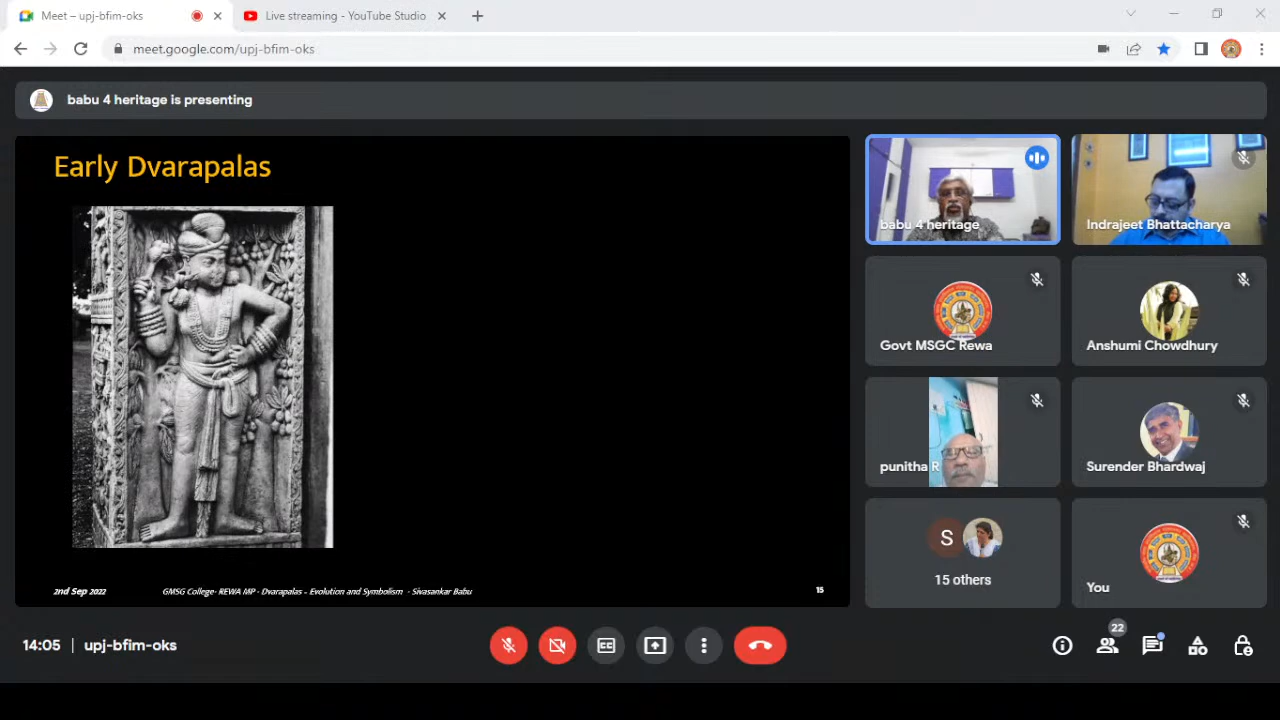 Meet – upj-bfim-oks
Live streaming - YouTube Studio
meet.google.com/upj-bfim-oks
babu 4 heritage is presenting
Early Dvarapalas
2nd Sep 2022
GMSG College- REWA MP - Dvarapalas – Evolution and Symbolism - Sivasankar Babu
15
babu 4 heritage
Indrajeet Bhattacharya
Govt MSGC Rewa
Anshumi Chowdhury
punitha R
Surender Bhardwaj
S
15 others
You
14:05 | upj-bfim-oks
CC
22